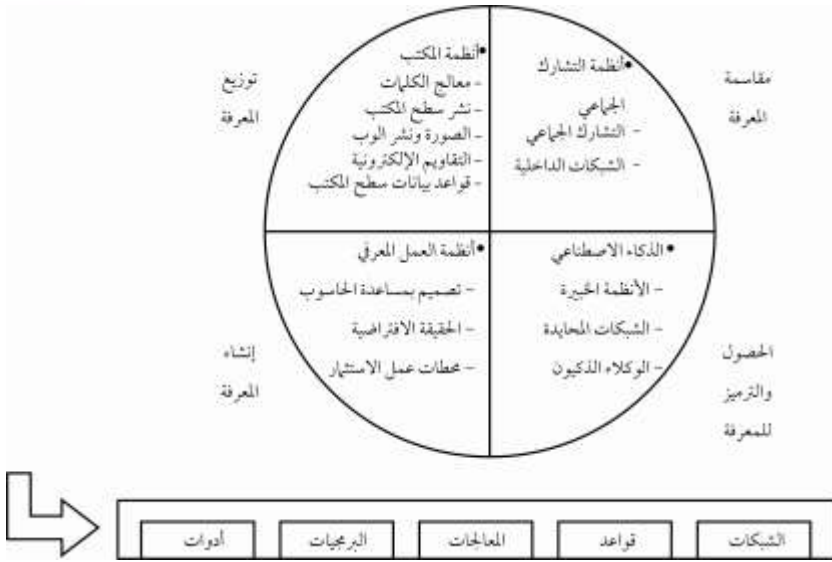 مقاسمة
المعرفة
•أنظمة التشارك
الجماعي
- التشارك الجماعي
- الشبكات الداخلية
•أنظمة المكتب
- معالج الكلمات
- نشر سطح المكتب
- الصورة ونشر الوب
- التقاويم الإلكترونية
- قواعد بيانات سطح المكتب
توزيع
المعرفة
•الذكاء الاصطناعي
- الأنظمة الخبيرة
- الشبكات المحايدة
- الوكلاء الذكيون
الحصول
والترميز
للمعرفة
•أنظمة العمل المعرفي
- تصميم بمساعدة الحاسوب
- الحقيقة الافتراضية
- محطات عمل الاستثمار
إنشاء
المعرفة
الشبكات
قواعد
المعالجات
البرمجيات
أدوات